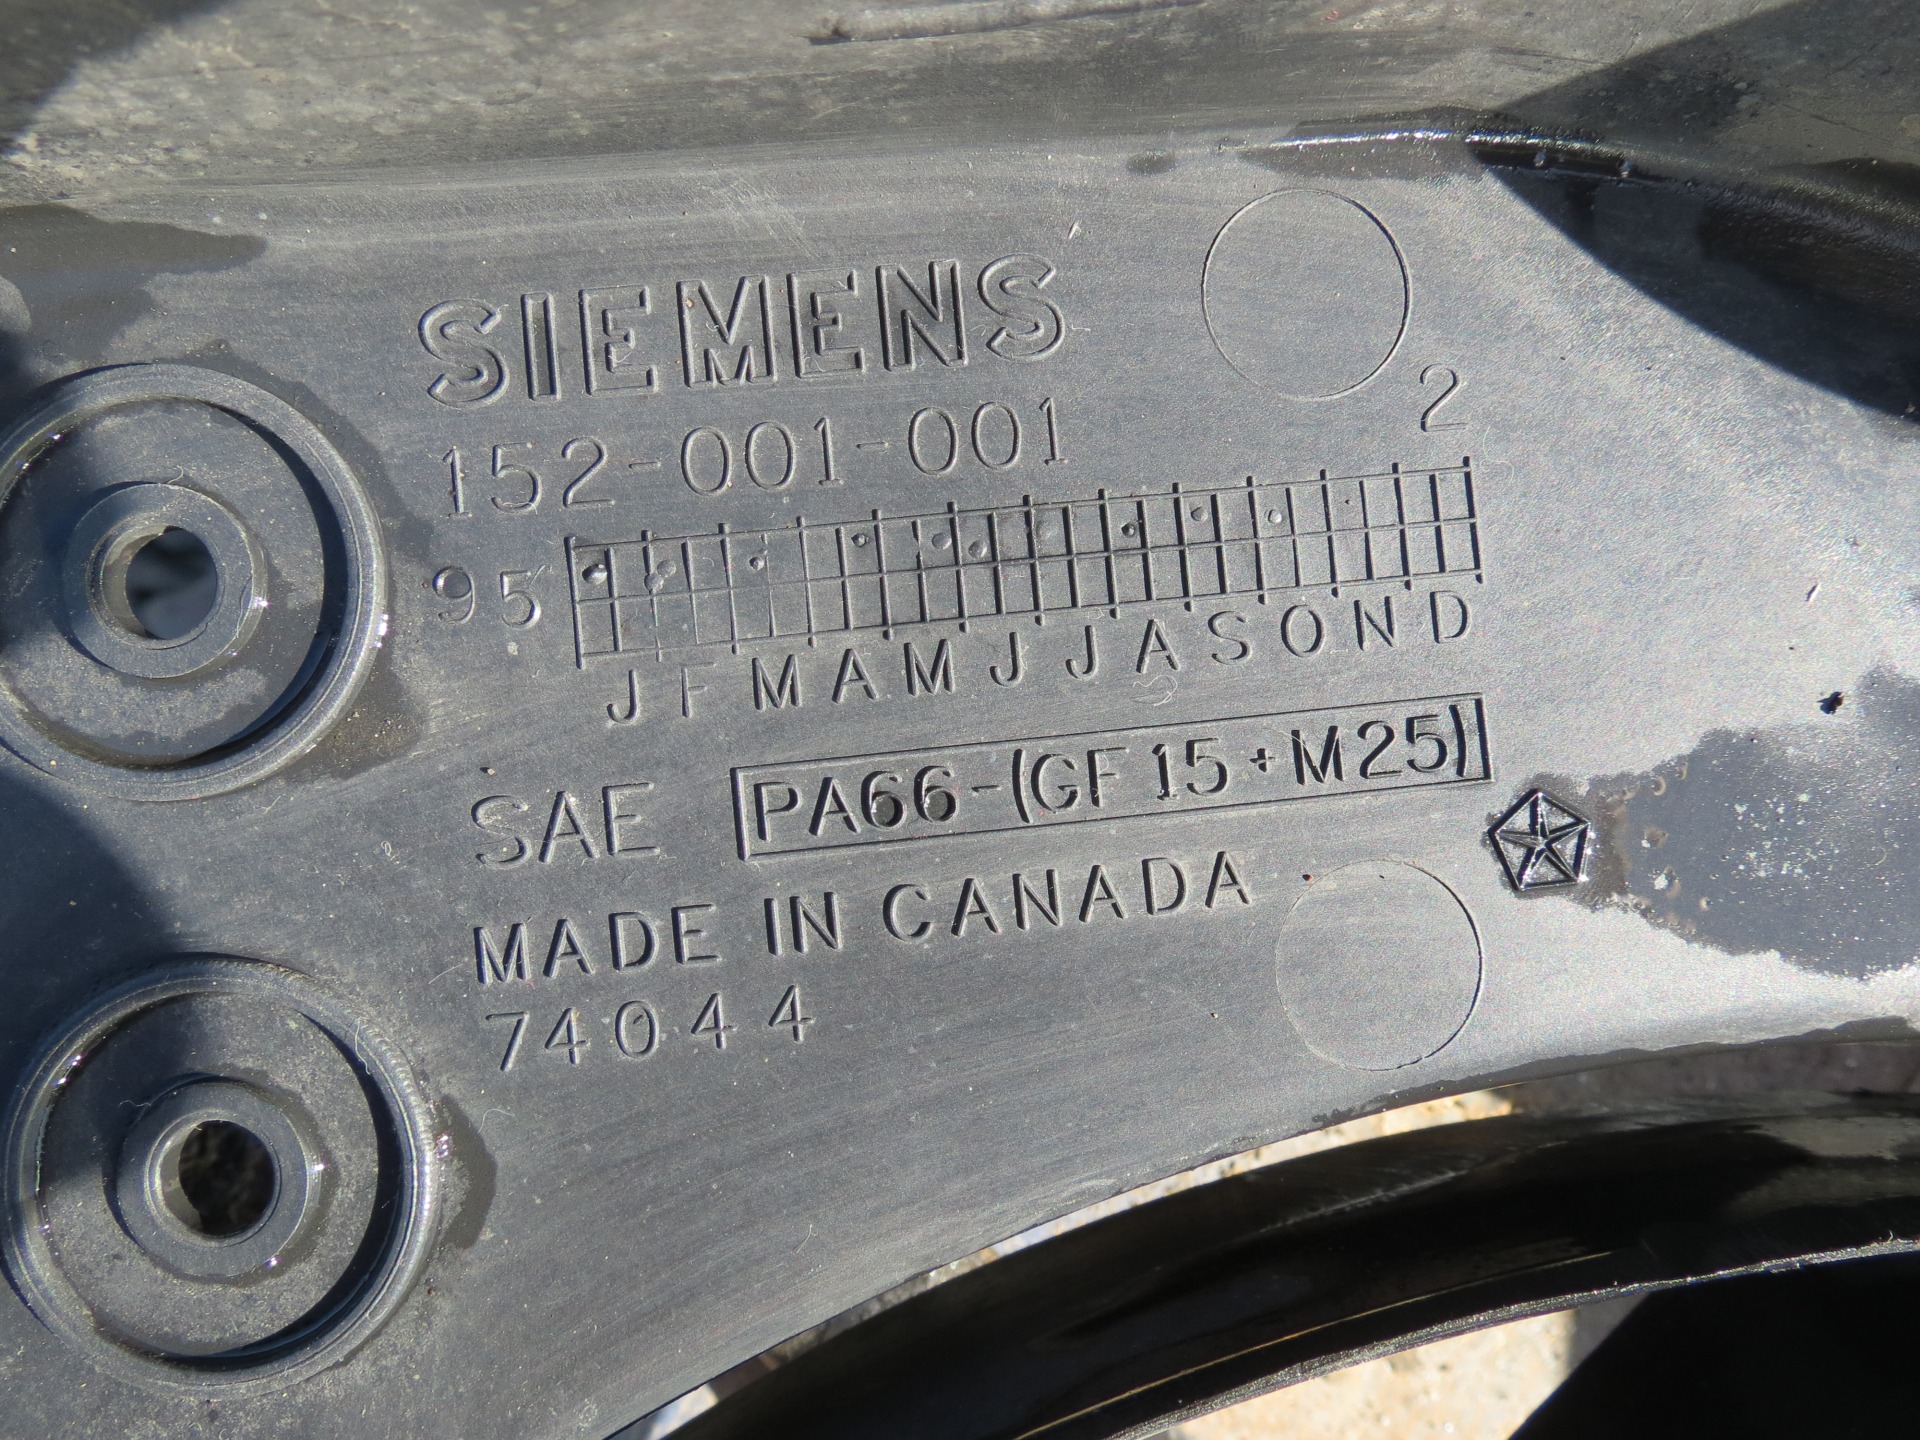 SIEMENS
152-001-001 2
95
J F M A M J J A S O N D
SAE PA66-(GF15+M25)
MADE IN CANADA
74044